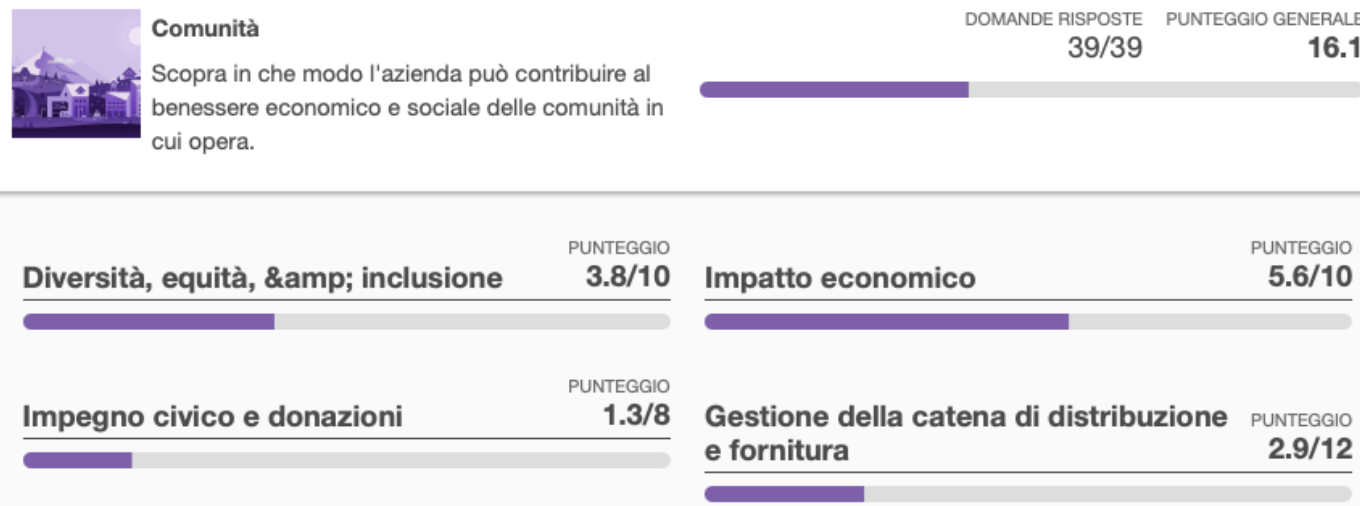 Comunità
Scopra in che modo l'azienda può contribuire al
benessere economico e sociale delle comunità in
cui opera.
DOMANDE RISPOSTE
39/39
PUNTEGGIO GENERALE
16.1
Diversità, equità, &amp; inclusione
PUNTEGGIO
3.8/10
Impatto economico
PUNTEGGIO
5.6/10
Impegno civico e donazioni
PUNTEGGIO
1.3/8
Gestione della catena di distribuzione
e fornitura
PUNTEGGIO
2.9/12